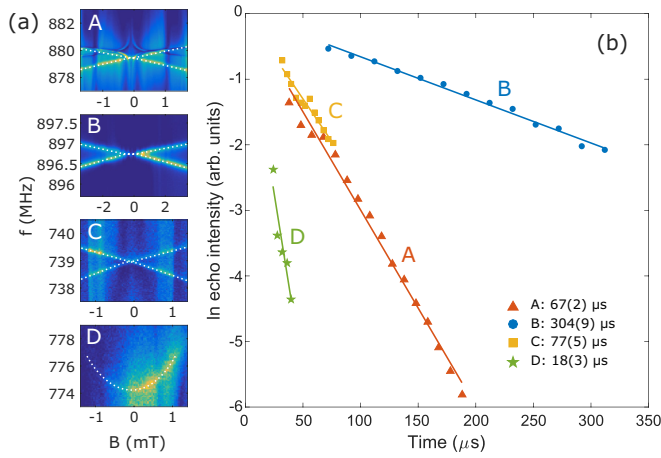 (a)
A
882
880
878
-1 0 1
B
897.5
897
896.5
896
-2 0 2
C
740
739
738
-1 0 1
D
778
776
774
-1 0 1
f (MHz)
B (mT)
(b)
0
-1
-2
-3
-4
-5
-6
ln echo intensity (arb. units)
B
C
A
D
A: 67(2) µs
B: 304(9) µs
C: 77(5) µs
D: 18(3) µs
0 50 100 150 200 250 300 350
Time (µs)